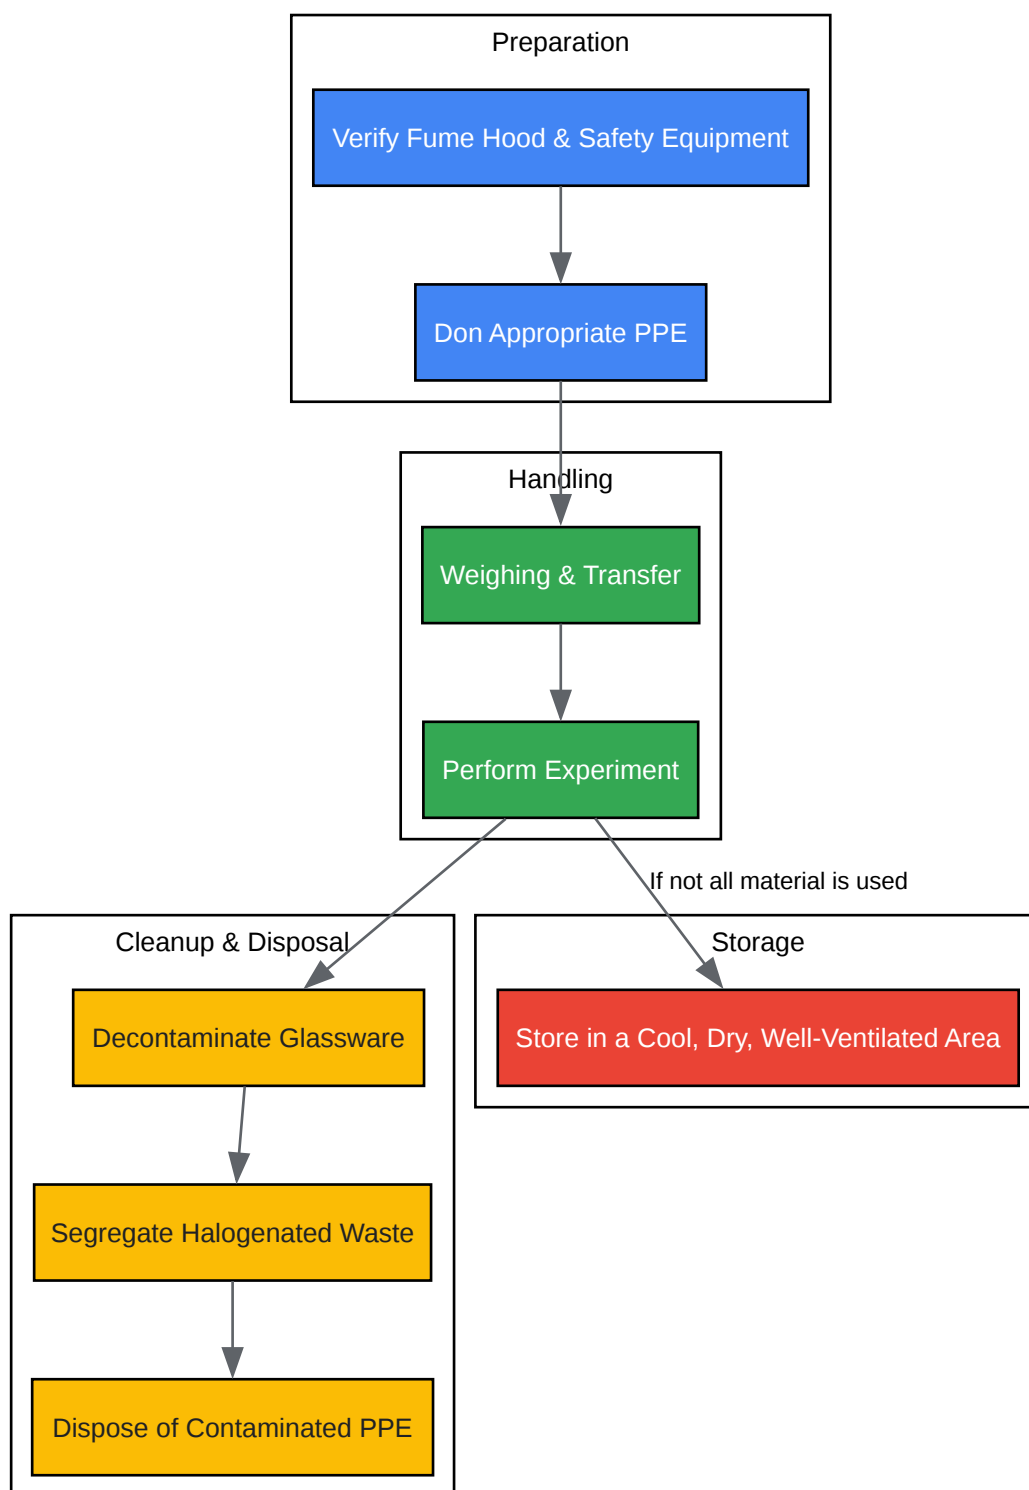 Preparation
Verify Fume Hood & Safety Equipment
Don Appropriate PPE
Handling
Weighing & Transfer
Perform Experiment
If not all material is used
Cleanup & Disposal
Decontaminate Glassware
Segregate Halogenated Waste
Dispose of Contaminated PPE
Storage
Store in a Cool, Dry, Well-Ventilated Area